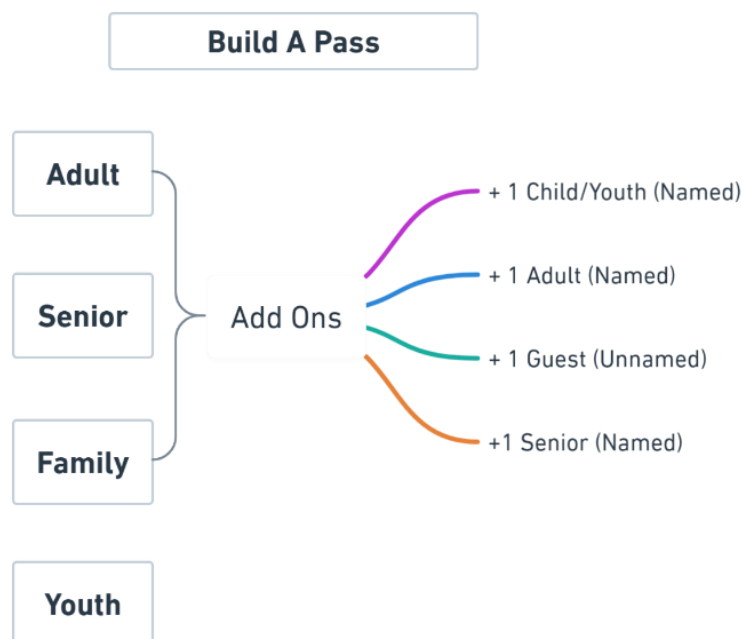 Build A Pass
Adult
Senior
Family
Youth
Add Ons
+ 1 Child/Youth (Named)
+ 1 Adult (Named)
+ 1 Guest (Unnamed)
+1 Senior (Named)